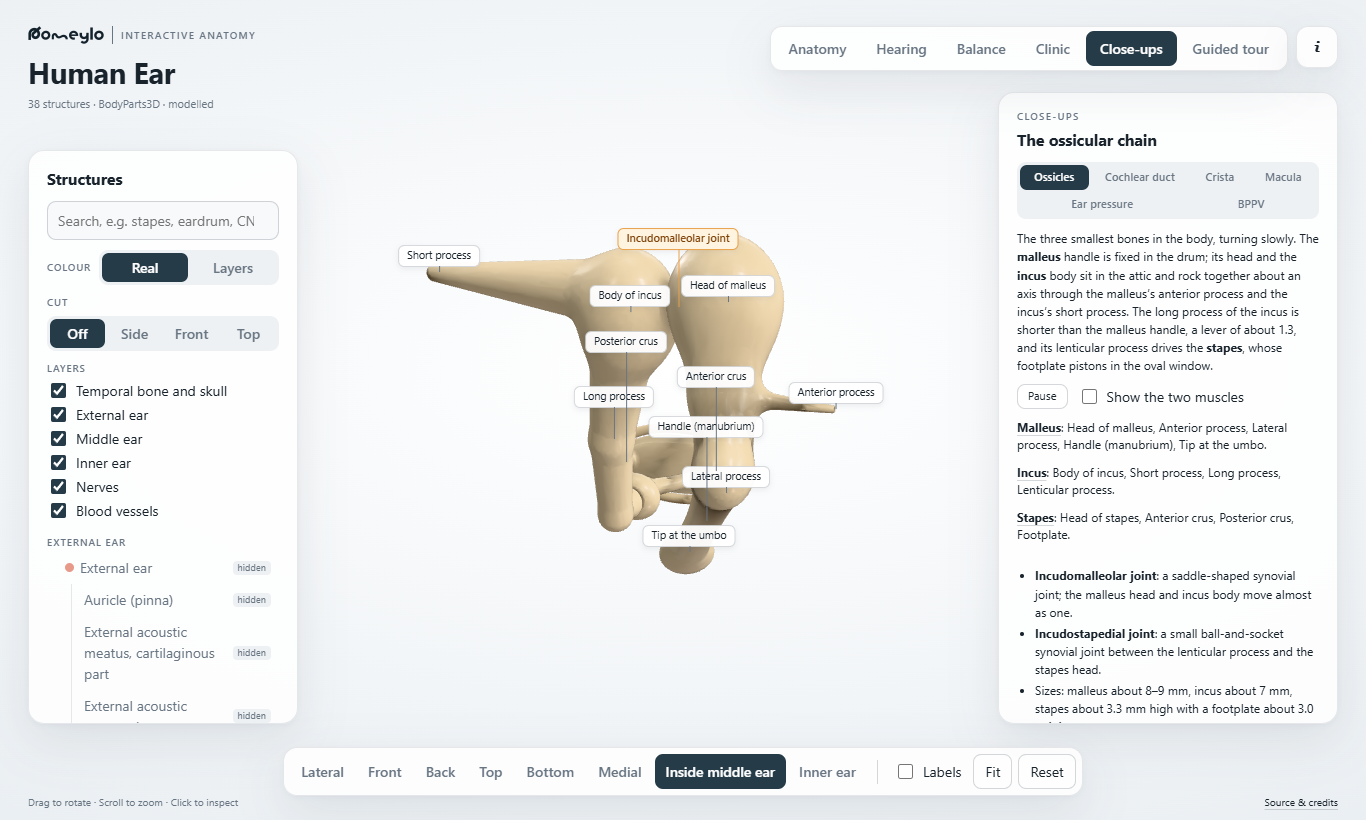 Domeylo
INTERACTIVE ANATOMY
Human Ear
38 structures · BodyParts3D · modelled
Anatomy
Hearing
Balance
Clinic
Close-ups
Guided tour
i
Structures
Search, e.g. stapes, eardrum, CN
COLOUR
Real
Layers
CUT
Off
Side
Front
Top
LAYERS
Temporal bone and skull
External ear
Middle ear
Inner ear
Nerves
Blood vessels
EXTERNAL EAR
External ear
hidden
Auricle (pinna)
hidden
External acoustic
meatus, cartilaginous
part
hidden
External acoustic
hidden
Incudomalleolar joint
Short process
Head of malleus
Body of incus
Posterior crus
Anterior crus
Anterior process
Long process
Handle (manubrium)
Lateral process
Tip at the umbo
CLOSE-UPS
The ossicular chain
Ossicles
Cochlear duct
Crista
Macula
Ear pressure
BPPV
The three smallest bones in the body, turning slowly. The
malleus handle is fixed in the drum; its head and the
incus body sit in the attic and rock together about an
axis through the malleus's anterior process and the
incus's short process. The long process of the incus is
shorter than the malleus handle, a lever of about 1.3,
and its lenticular process drives the stapes, whose
footplate pistons in the oval window.
Pause
Show the two muscles
Malleus: Head of malleus, Anterior process, Lateral
process, Handle (manubrium), Tip at the umbo.
Incus: Body of incus, Short process, Long process,
Lenticular process.
Stapes: Head of stapes, Anterior crus, Posterior crus,
Footplate.
• Incudomalleolar joint: a saddle-shaped synovial
joint; the malleus head and incus body move almost
as one.
• Incudostapedial joint: a small ball-and-socket
synovial joint between the lenticular process and the
stapes head.
• Sizes: malleus about 8–9 mm, incus about 7 mm,
stapes about 3.3 mm high with a footplate about 3.0
Lateral
Front
Back
Top
Bottom
Medial
Inside middle ear
Inner ear
Labels
Fit
Reset
Drag to rotate · Scroll to zoom · Click to inspect
Source & credits